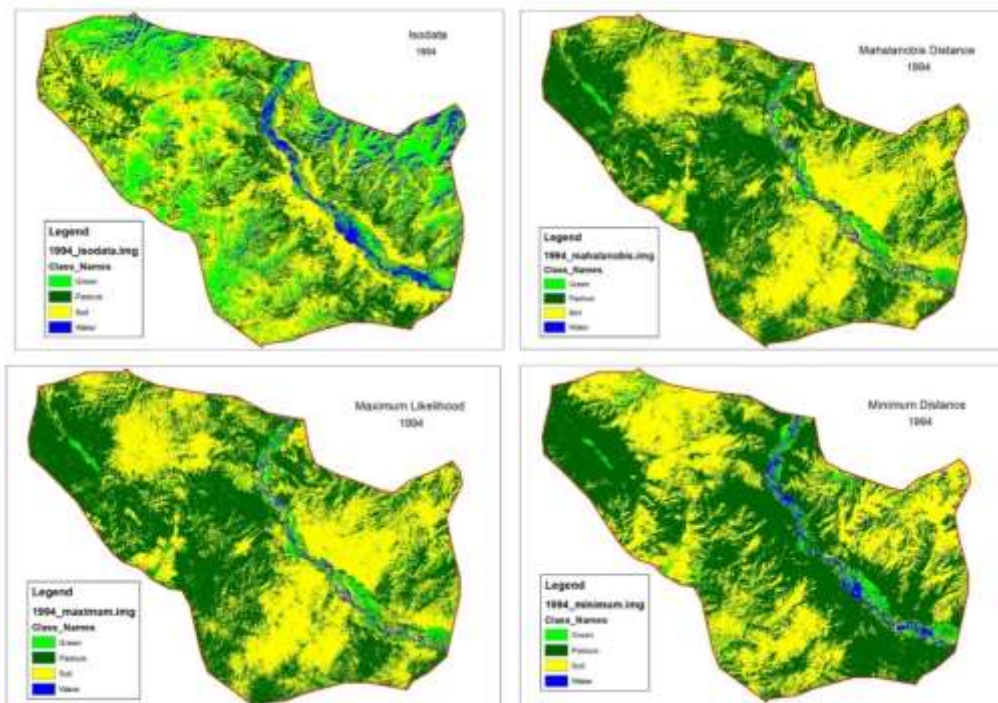 Isodata
1994
Legend
1994_isodata.img
Class_Names
Green
Pasture
Soil
Water
Mahalanobis Distance
1994
Legend
1994_mahalanobis.img
Class_Names
Green
Pasture
Soil
Water
Maximum Likelihood
1994
Legend
1994_maximum.img
Class_Names
Green
Pasture
Soil
Water
Minimum Distance
1994
Legend
1994_minimum.img
Class_Names
Green
Pasture
Soil
Water